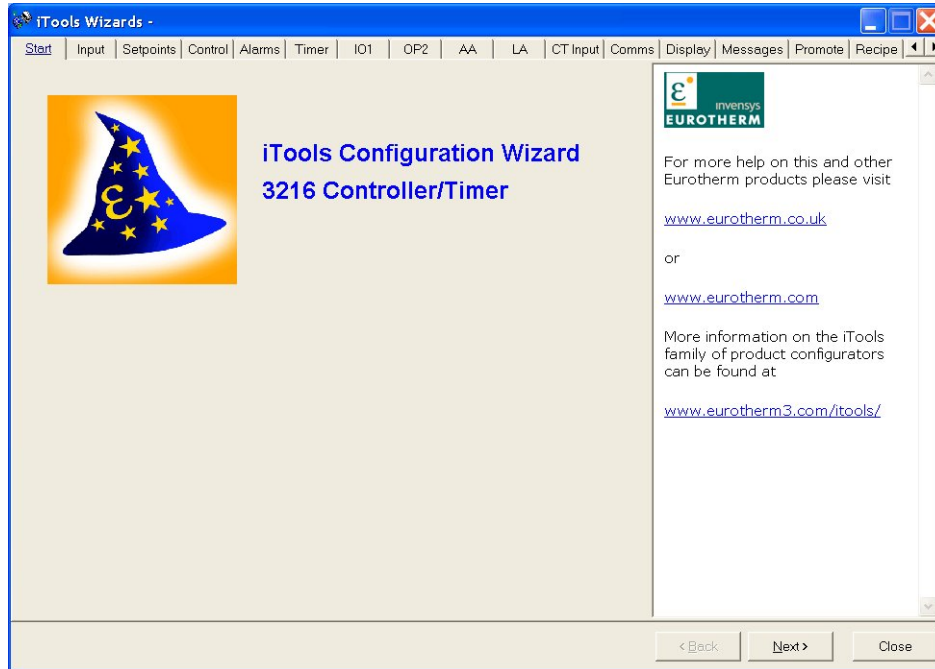 iTools Wizards -
Start Input Setpoints Control Alarms Timer IO1 OP2 AA LA CT Input Comms Display Messages Promote Recipe
iTools Configuration Wizard
3216 Controller/Timer
ε
invensys
EUROTHERM
For more help on this and other
Eurotherm products please visit
www.eurotherm.co.uk
or
www.eurotherm.com
More information on the iTools
family of product configurators
can be found at
www.eurotherm3.com/itools/
ε
< Back Next > Close